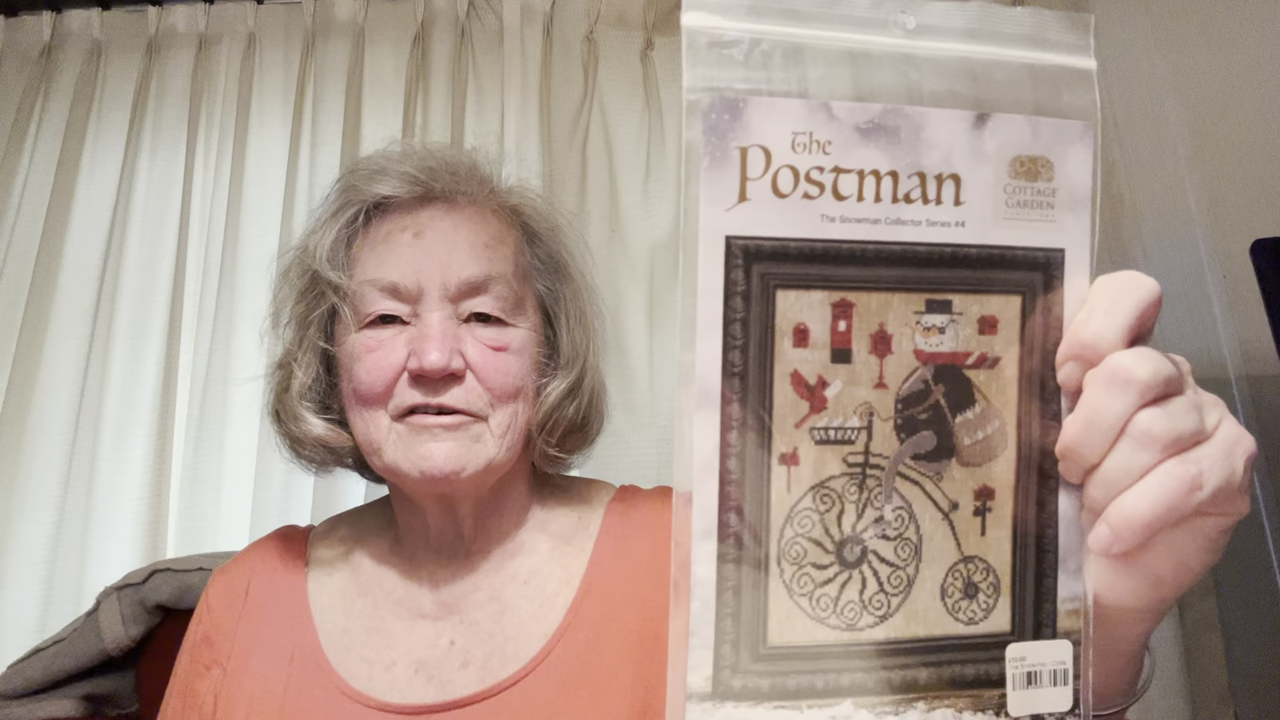 The
Postman
The Snowman Collector Series #4
COTTAGE
GARDEN